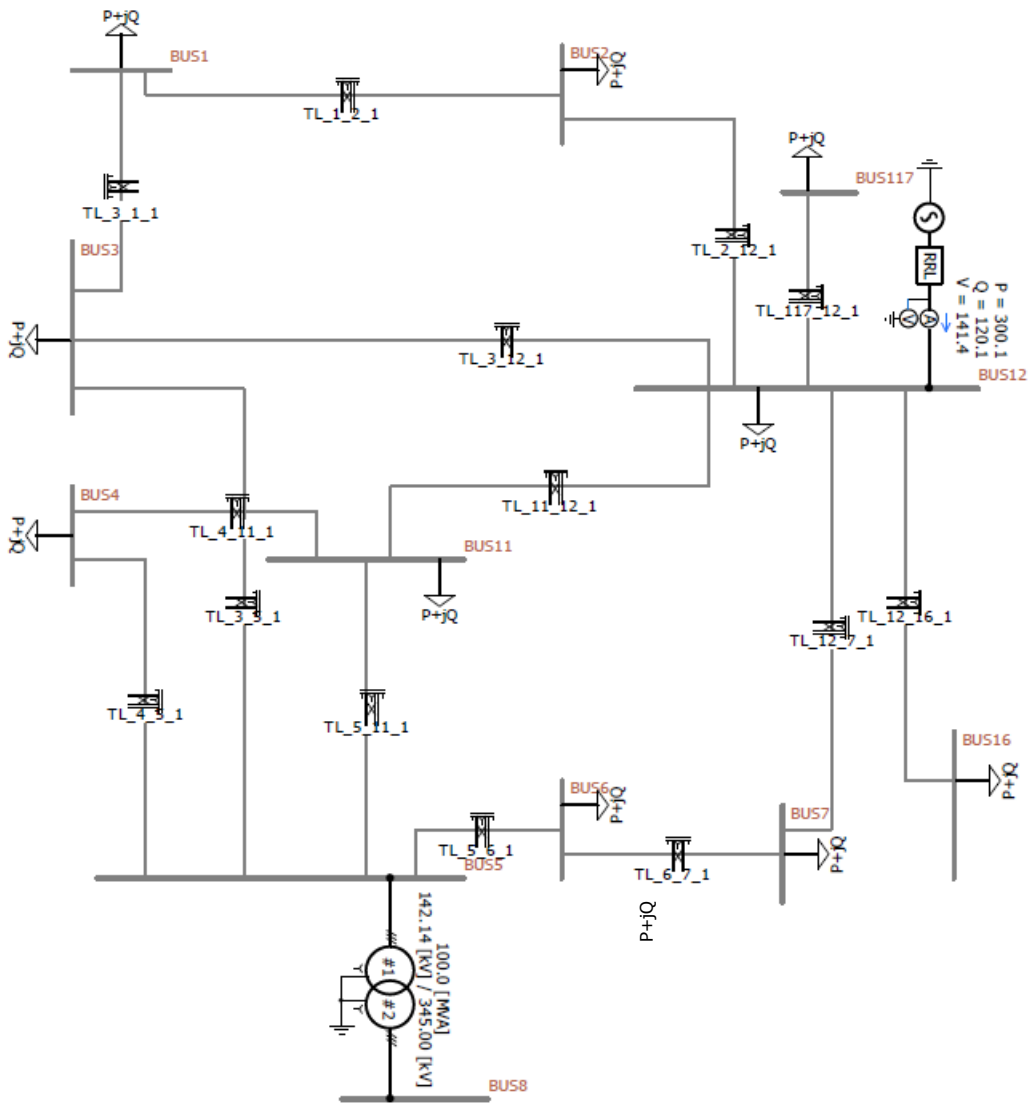 P+jQ
BUS1
BUS2
P+jQ
TL_1_2_1
P+jQ
BUS117
TL_3_1_1
BUS3
TL_2_12_1
RRL
P = 300.1
Q = 120.1
V = 141.4
TL_117_12_1
V
A
P+jQ
TL_3_12_1
BUS12
P+jQ
BUS4
TL_11_12_1
P+jQ
TL_4_11_1
BUS11
TL_3_5_1
P+jQ
TL_12_16_1
TL_12_7_1
TL_4_5_1
TL_5_11_1
BUS16
P+jQ
BUS6
P+jQ
BUS7
TL_5_6_1
BUS5
TL_6_7_1
P+jQ
P+jQ
100.0 [MVA]
142.14 [kV] / 345.00 [kV]
#1
#2
BUS8